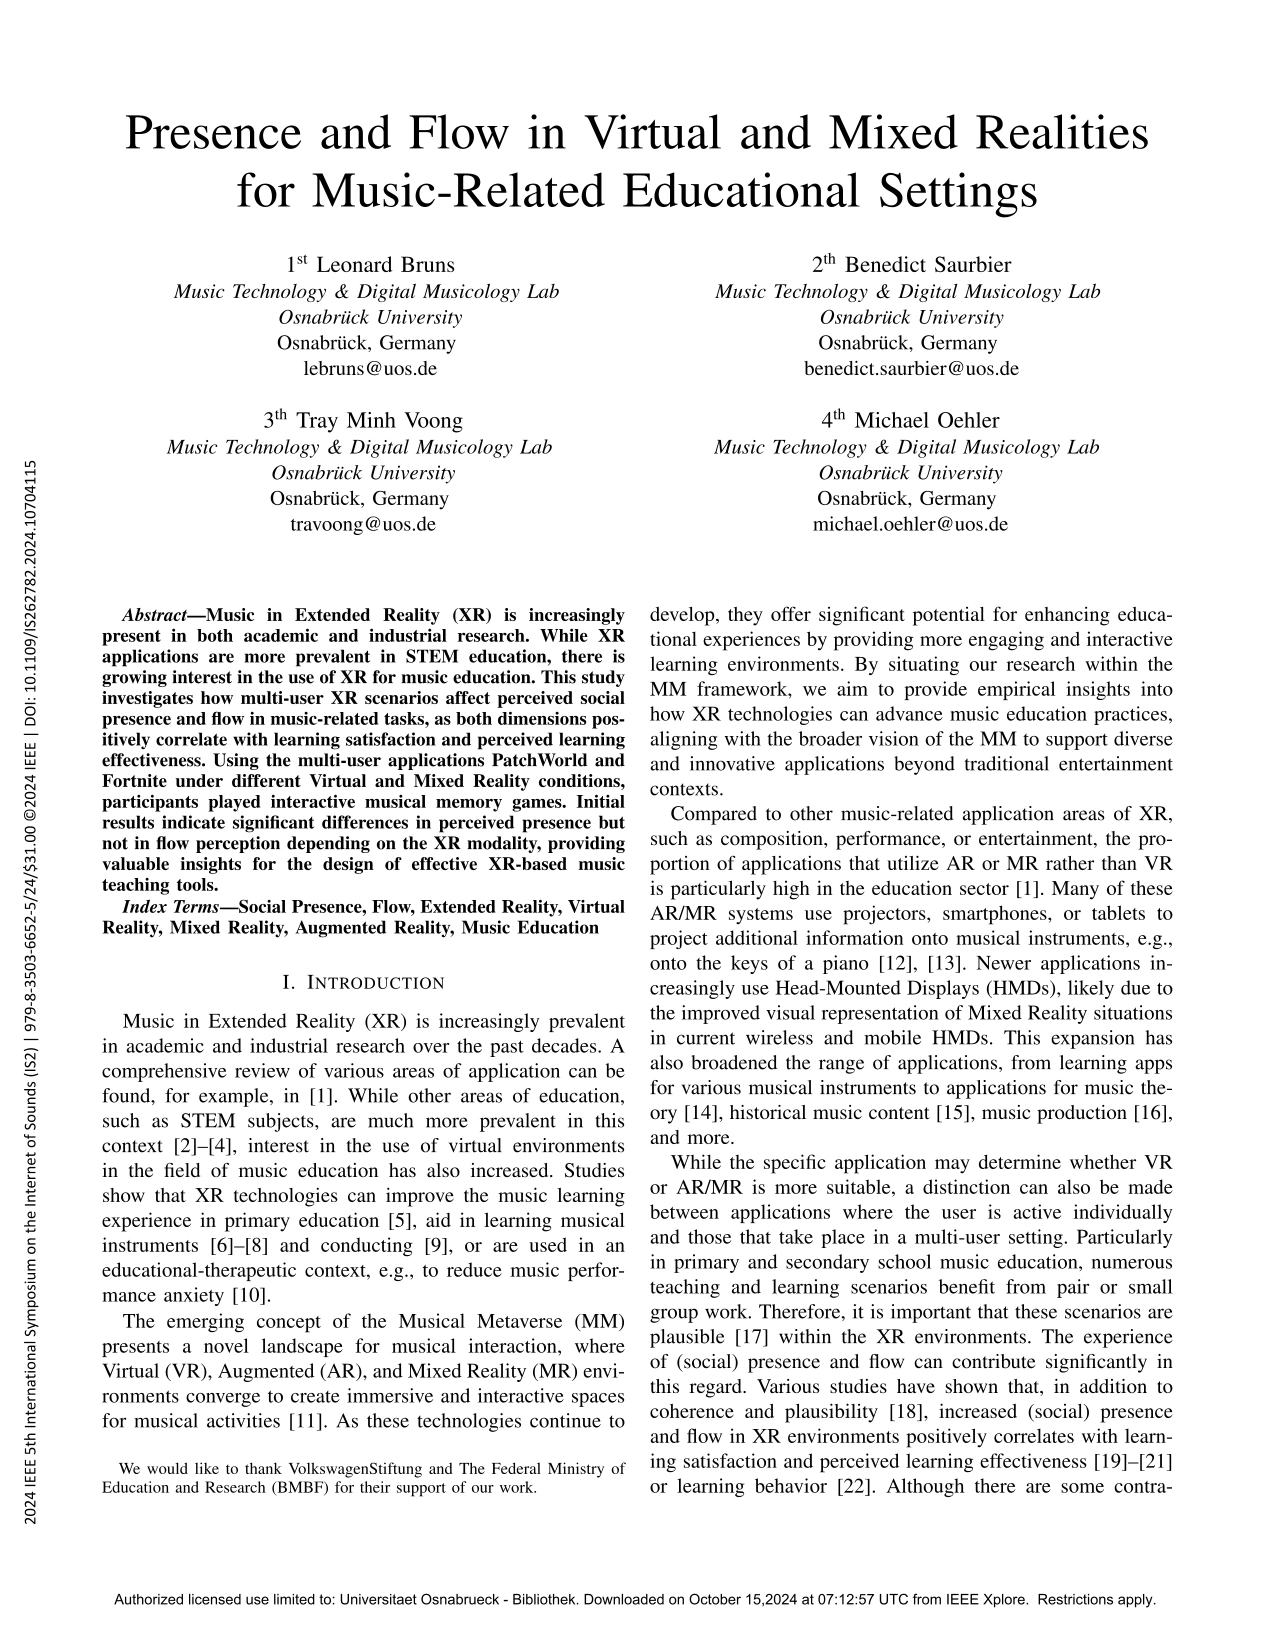 Presence and Flow in Virtual and Mixed Realities
for Music-Related Educational Settings
1st Leonard Bruns
Music Technology & Digital Musicology Lab
Osnabrück University
Osnabrück, Germany
lebruns@uos.de
2th Benedict Saurbier
Music Technology & Digital Musicology Lab
Osnabrück University
Osnabrück, Germany
benedict.saurbier@uos.de
3th Tray Minh Voong
Music Technology & Digital Musicology Lab
Osnabrück University
Osnabrück, Germany
travoong@uos.de
4th Michael Oehler
Music Technology & Digital Musicology Lab
Osnabrück University
Osnabrück, Germany
michael.oehler@uos.de
Abstract—Music in Extended Reality (XR) is increasingly
present in both academic and industrial research. While XR
applications are more prevalent in STEM education, there is
growing interest in the use of XR for music education. This study
investigates how multi-user XR scenarios affect perceived social
presence and flow in music-related tasks, as both dimensions pos-
itively correlate with learning satisfaction and perceived learning
effectiveness. Using the multi-user applications PatchWorld and
Fortnite under different Virtual and Mixed Reality conditions,
participants played interactive musical memory games. Initial
results indicate significant differences in perceived presence but
not in flow perception depending on the XR modality, providing
valuable insights for the design of effective XR-based music
teaching tools.
Index Terms—Social Presence, Flow, Extended Reality, Virtual
Reality, Mixed Reality, Augmented Reality, Music Education
I. INTRODUCTION
Music in Extended Reality (XR) is increasingly prevalent
in academic and industrial research over the past decades. A
comprehensive review of various areas of application can be
found, for example, in [1]. While other areas of education,
such as STEM subjects, are much more prevalent in this
context [2]–[4], interest in the use of virtual environments
in the field of music education has also increased. Studies
show that XR technologies can improve the music learning
experience in primary education [5], aid in learning musical
instruments [6]–[8] and conducting [9], or are used in an
educational-therapeutic context, e.g., to reduce music perfor-
mance anxiety [10].
The emerging concept of the Musical Metaverse (MM)
presents a novel landscape for musical interaction, where
Virtual (VR), Augmented (AR), and Mixed Reality (MR) envi-
ronments converge to create immersive and interactive spaces
for musical activities [11]. As these technologies continue to
We would like to thank VolkswagenStiftung and The Federal Ministry of
Education and Research (BMBF) for their support of our work.
develop, they offer significant potential for enhancing educa-
tional experiences by providing more engaging and interactive
learning environments. By situating our research within the
MM framework, we aim to provide empirical insights into
how XR technologies can advance music education practices,
aligning with the broader vision of the MM to support diverse
and innovative applications beyond traditional entertainment
contexts.
Compared to other music-related application areas of XR,
such as composition, performance, or entertainment, the pro-
portion of applications that utilize AR or MR rather than VR
is particularly high in the education sector [1]. Many of these
AR/MR systems use projectors, smartphones, or tablets to
project additional information onto musical instruments, e.g.,
onto the keys of a piano [12], [13]. Newer applications in-
creasingly use Head-Mounted Displays (HMDs), likely due to
the improved visual representation of Mixed Reality situations
in current wireless and mobile HMDs. This expansion has
also broadened the range of applications, from learning apps
for various musical instruments to applications for music the-
ory [14], historical music content [15], music production [16],
and more.
While the specific application may determine whether VR
or AR/MR is more suitable, a distinction can also be made
between applications where the user is active individually
and those that take place in a multi-user setting. Particularly
in primary and secondary school music education, numerous
teaching and learning scenarios benefit from pair or small
group work. Therefore, it is important that these scenarios are
plausible [17] within the XR environments. The experience
of (social) presence and flow can contribute significantly in
this regard. Various studies have shown that, in addition to
coherence and plausibility [18], increased (social) presence
and flow in XR environments positively correlates with learn-
ing satisfaction and perceived learning effectiveness [19]–[21]
or learning behavior [22]. Although there are some contra-
2024 IEEE 5th International Symposium on the Internet of Sounds (IS2) | 979-8-3503-6652-5/24/$31.00 ©2024 IEEE | DOI: 10.1109/IS262782.2024.10704115
Authorized licensed use limited to: Universitaet Osnabrueck - Bibliothek. Downloaded on October 15,2024 at 07:12:57 UTC from IEEE Xplore. Restrictions apply.